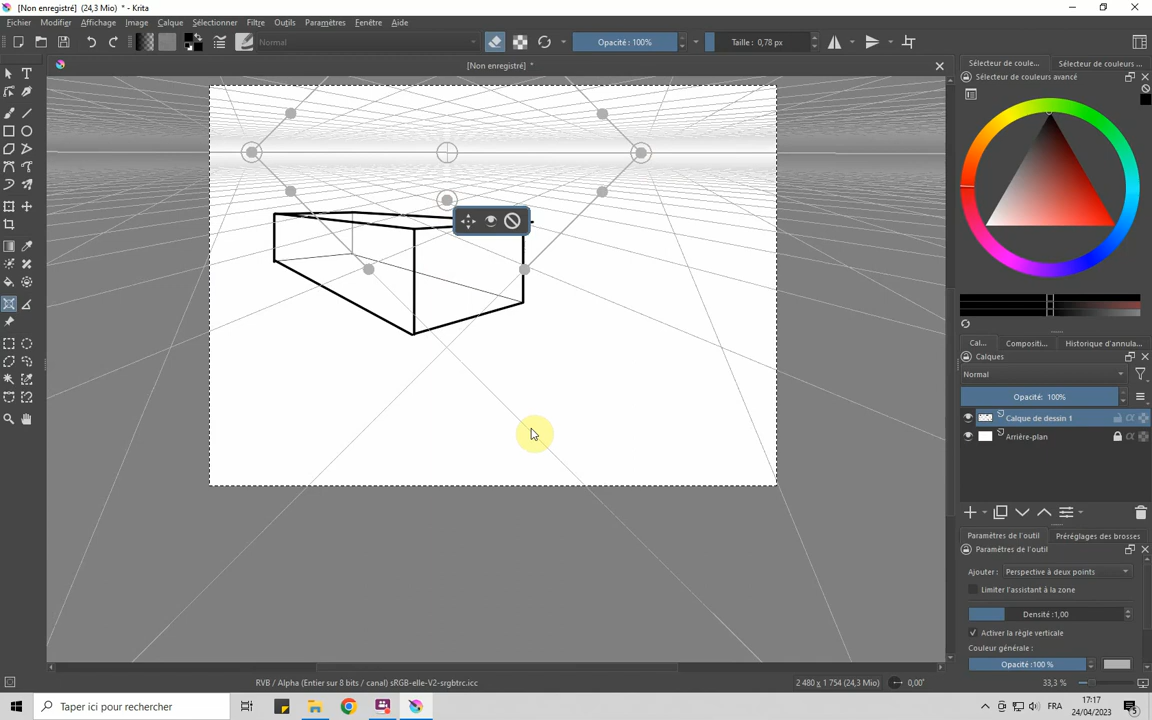 [Non enregistré] (24,3 Mio) * - Krita
Fichier Modifier Affichage Image Calque Sélectionner Filtre Outils Paramètres Fenêtre Aide
Normal Opacité : 100% Taille : 0,78 px
[Non enregistré] *
Sélecteur de coule... Sélecteur de couleurs ...
Sélecteur de couleurs avancé
Cal... Compositi... Historique d'annula...
Calques
Normal
Opacité: 100%
Calque de dessin 1
Arrière-plan
Paramètres de l'outil Préréglages des brosses
Paramètres de l'outil
Ajouter : Perspective à deux points
Limiter l'assistant à la zone
Densité :1,00
Activer la règle verticale
Couleur générale :
Opacité :100 %
RVB / Alpha (Entier sur 8 bits / canal) sRGB-elle-V2-srgbtrc.icc 2 480 x 1 754 (24,3 Mio) 0,00° 33,3 %
Taper ici pour rechercher FRA 17:17 24/04/2023 5